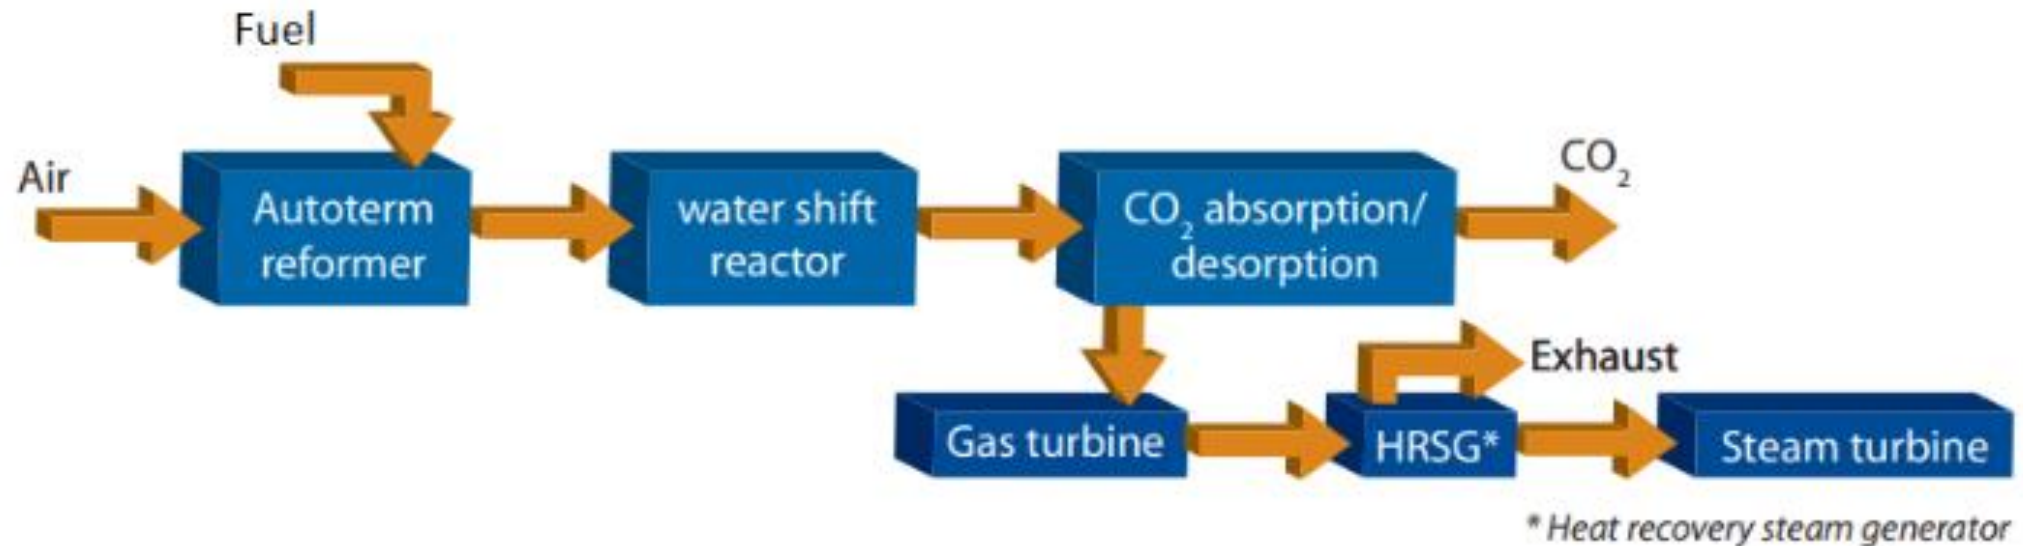 Fuel
Air
Autoterm
reformer
water shift
reactor
CO₂ absorption/
desorption
CO₂
Exhaust
Gas turbine
HRSG*
Steam turbine
* Heat recovery steam generator